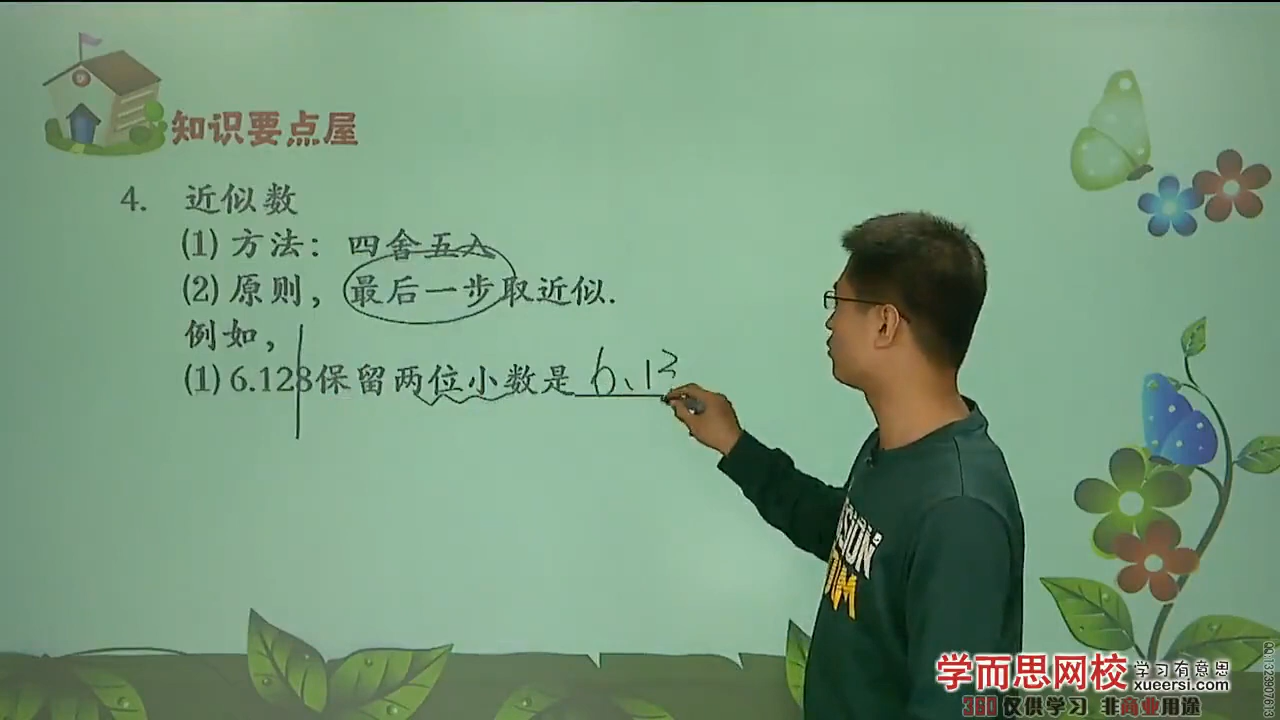 知识要点屋
4. 近似数
(1) 方法：四舍五入
(2) 原则，最后一步取近似.
例如，
(1) 6.128保留两位小数是 6.13
学而思网校 学习有意思
xueersi.com
360 仅供学习 非商业用途